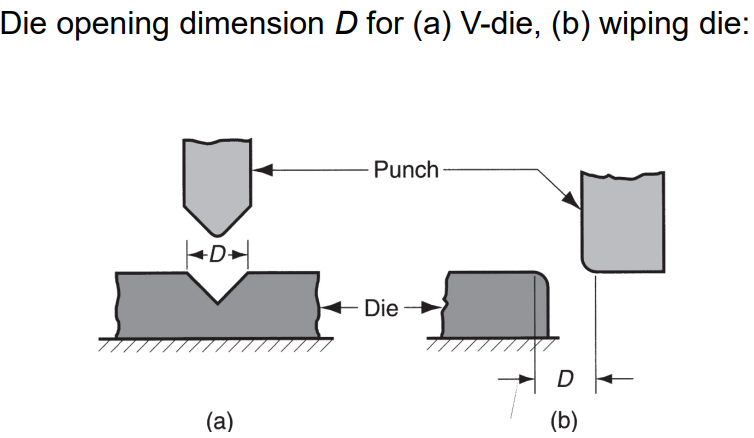 Die opening dimension D for (a) V-die, (b) wiping die:
Punch
D
Die
D
(a)
(b)